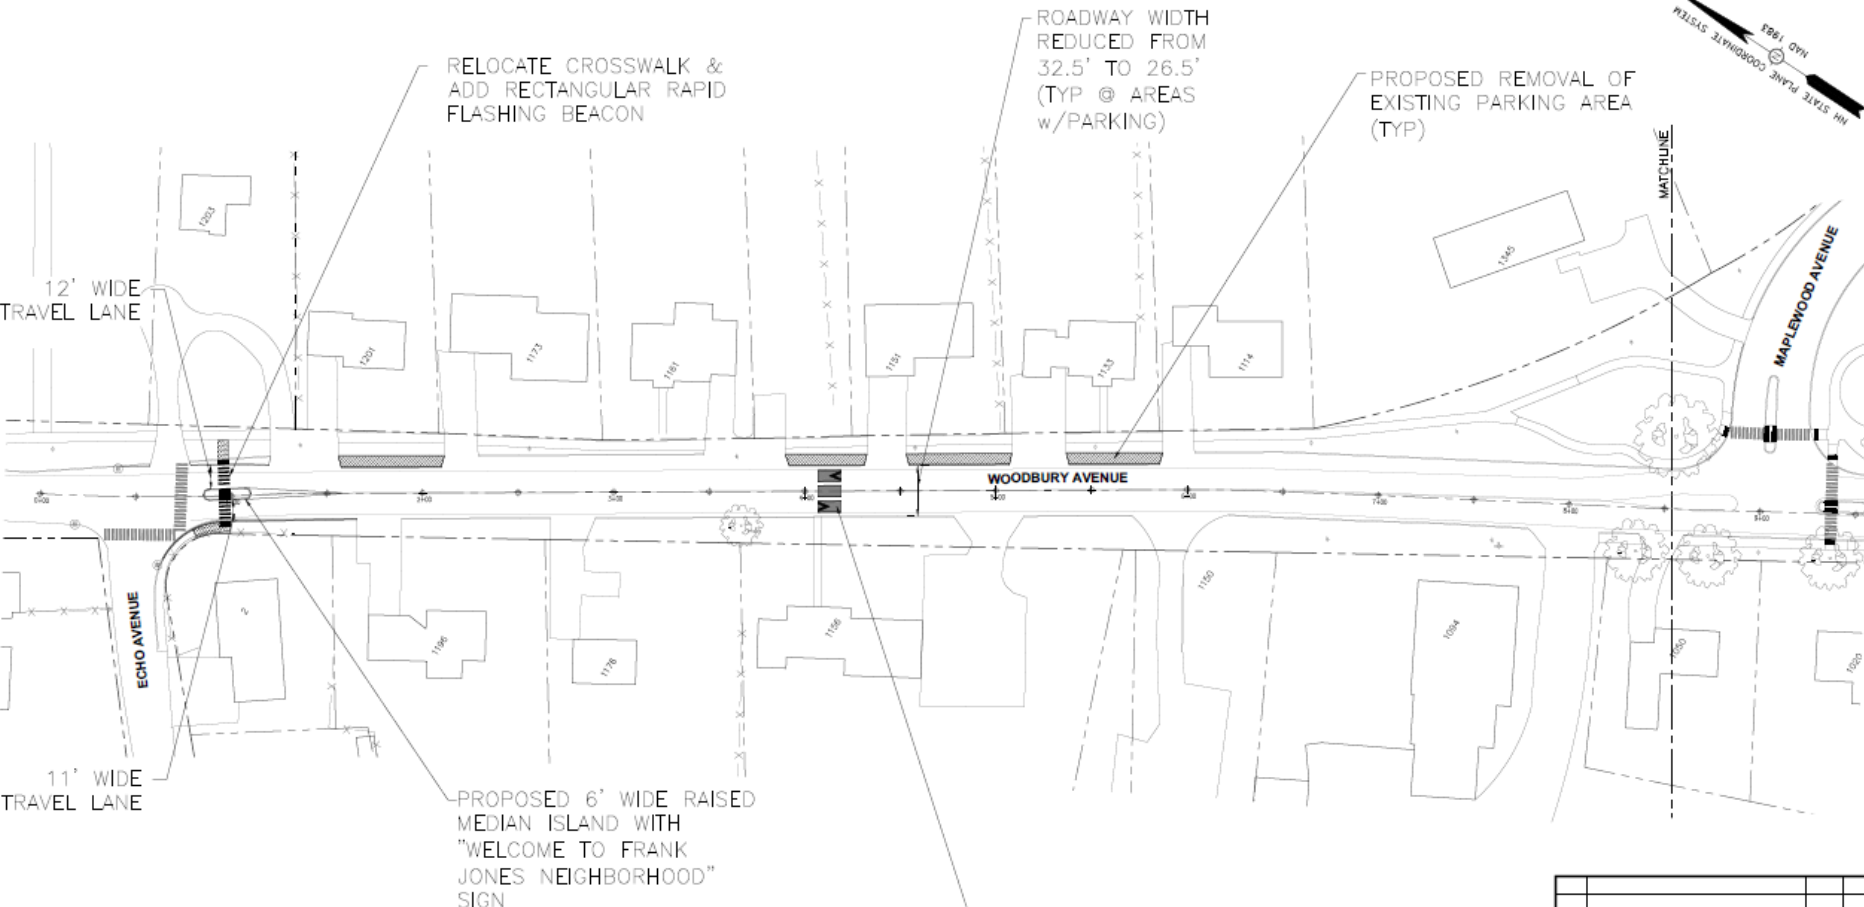 ROADWAY WIDTH
REDUCED FROM
32.5' TO 26.5'
(TYP @ AREAS
w/PARKING)
RELOCATE CROSSWALK &
ADD RECTANGULAR RAPID
FLASHING BEACON
PROPOSED REMOVAL OF
EXISTING PARKING AREA
(TYP)
NH STATE PLANE COORDINATE SYSTEM
NAD 1983
MATCHLINE
MAPLEWOOD AVENUE
12' WIDE
TRAVEL LANE
1203
1201
1173
1161
1151
1133
1114
1345
WOODBURY AVENUE
ECHO AVENUE
2
1196
1176
1156
1150
1094
1050
1020
11' WIDE
TRAVEL LANE
PROPOSED 6' WIDE RAISED
MEDIAN ISLAND WITH
"WELCOME TO FRANK
JONES NEIGHBORHOOD"
SIGN